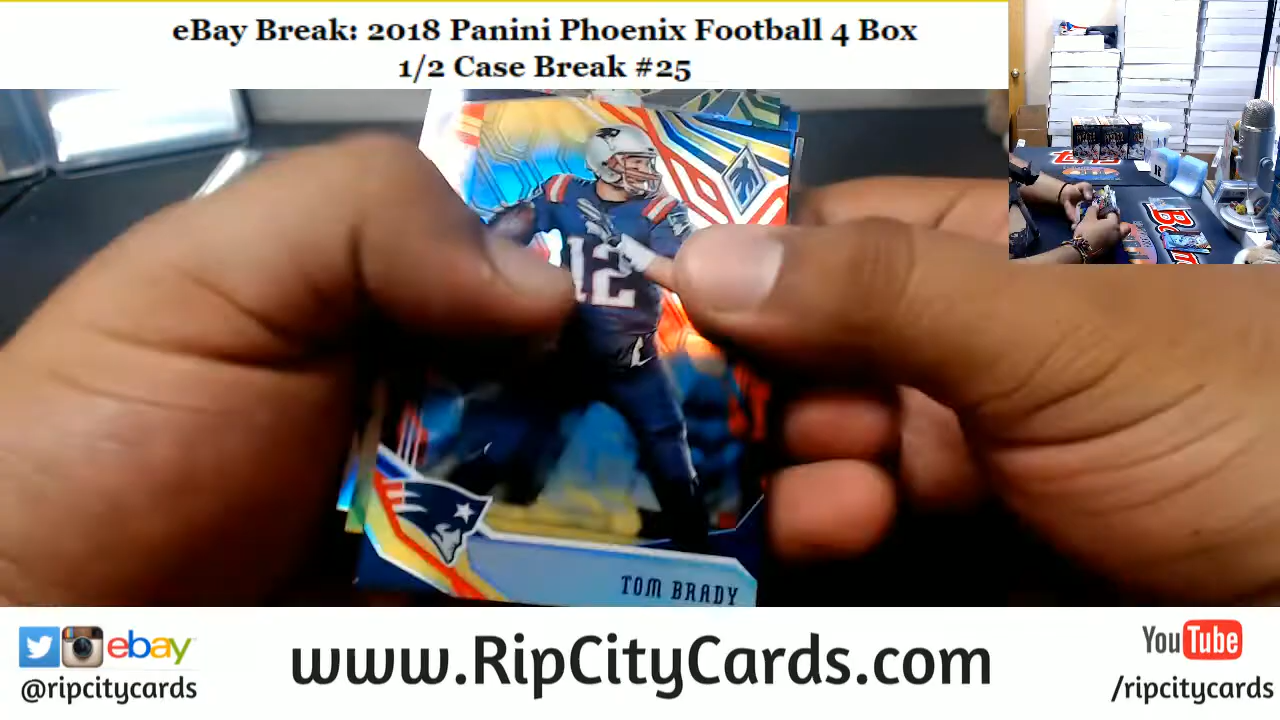 eBay Break: 2018 Panini Phoenix Football 4 Box
1/2 Case Break #25
12
TOM BRADY
ebay
@ripcitycards
www.RipCityCards.com
YouTube
/ripcitycards